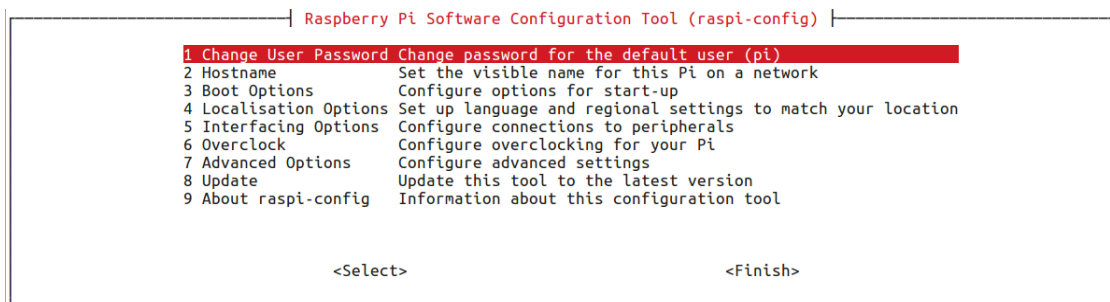 Raspberry Pi Software Configuration Tool (raspi-config)
1 Change User Password Change password for the default user (pi)
2 Hostname Set the visible name for this Pi on a network
3 Boot Options Configure options for start-up
4 Localisation Options Set up language and regional settings to match your location
5 Interfacing Options Configure connections to peripherals
6 Overclock Configure overclocking for your Pi
7 Advanced Options Configure advanced settings
8 Update Update this tool to the latest version
9 About raspi-config Information about this configuration tool
<Select> <Finish>